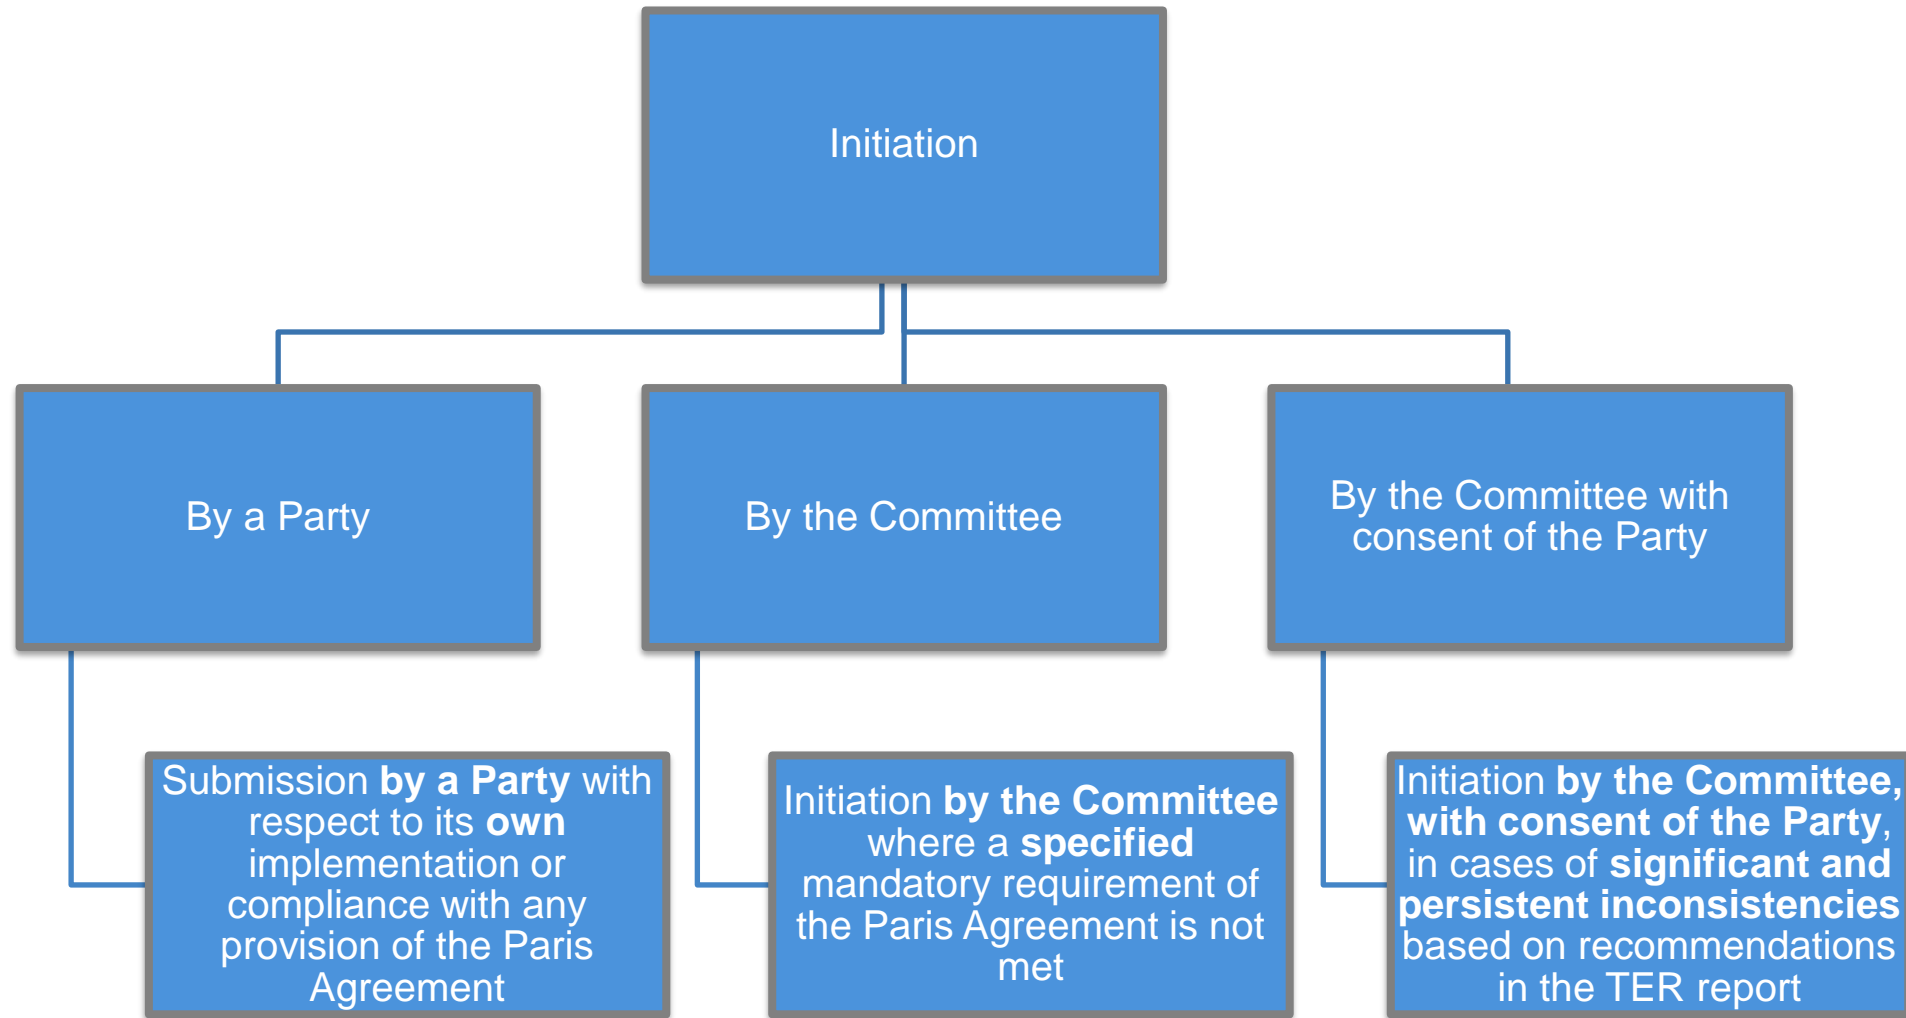 Initiation
By a Party
By the Committee
By the Committee with
consent of the Party
Submission by a Party with
respect to its own
implementation or
compliance with any
provision of the Paris
Agreement
Initiation by the Committee
where a specified
mandatory requirement of
the Paris Agreement is not
met
Initiation by the Committee,
with consent of the Party,
in cases of significant and
persistent inconsistencies
based on recommendations
in the TER report